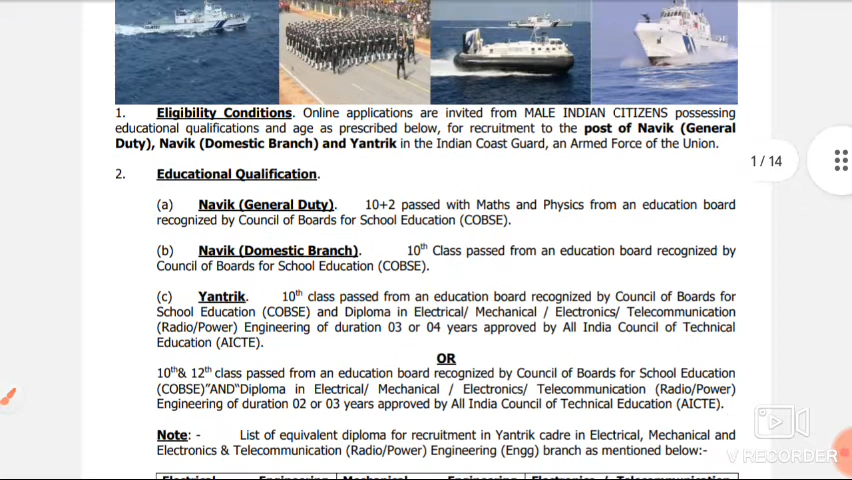 1. Eligibility Conditions. Online applications are invited from MALE INDIAN CITIZENS possessing
educational qualifications and age as prescribed below, for recruitment to the post of Navik (General
Duty), Navik (Domestic Branch) and Yantrik in the Indian Coast Guard, an Armed Force of the Union.
1 / 14
2. Educational Qualification.
(a) Navik (General Duty). 10+2 passed with Maths and Physics from an education board
recognized by Council of Boards for School Education (COBSE).
(b) Navik (Domestic Branch). 10th Class passed from an education board recognized by
Council of Boards for School Education (COBSE).
(c) Yantrik. 10th class passed from an education board recognized by Council of Boards for
School Education (COBSE) and Diploma in Electrical/ Mechanical / Electronics/ Telecommunication
(Radio/Power) Engineering of duration 03 or 04 years approved by All India Council of Technical
Education (AICTE).
OR
10th& 12th class passed from an education board recognized by Council of Boards for School Education
(COBSE)"AND"Diploma in Electrical/ Mechanical / Electronics/ Telecommunication (Radio/Power)
Engineering of duration 02 or 03 years approved by All India Council of Technical Education (AICTE).
Note: - List of equivalent diploma for recruitment in Yantrik cadre in Electrical, Mechanical and
Electronics & Telecommunication (Radio/Power) Engineering (Engg) branch as mentioned below:-
V RECORDER
Electrical Engineering Mechanical Engineering Electronics / Telecommunication